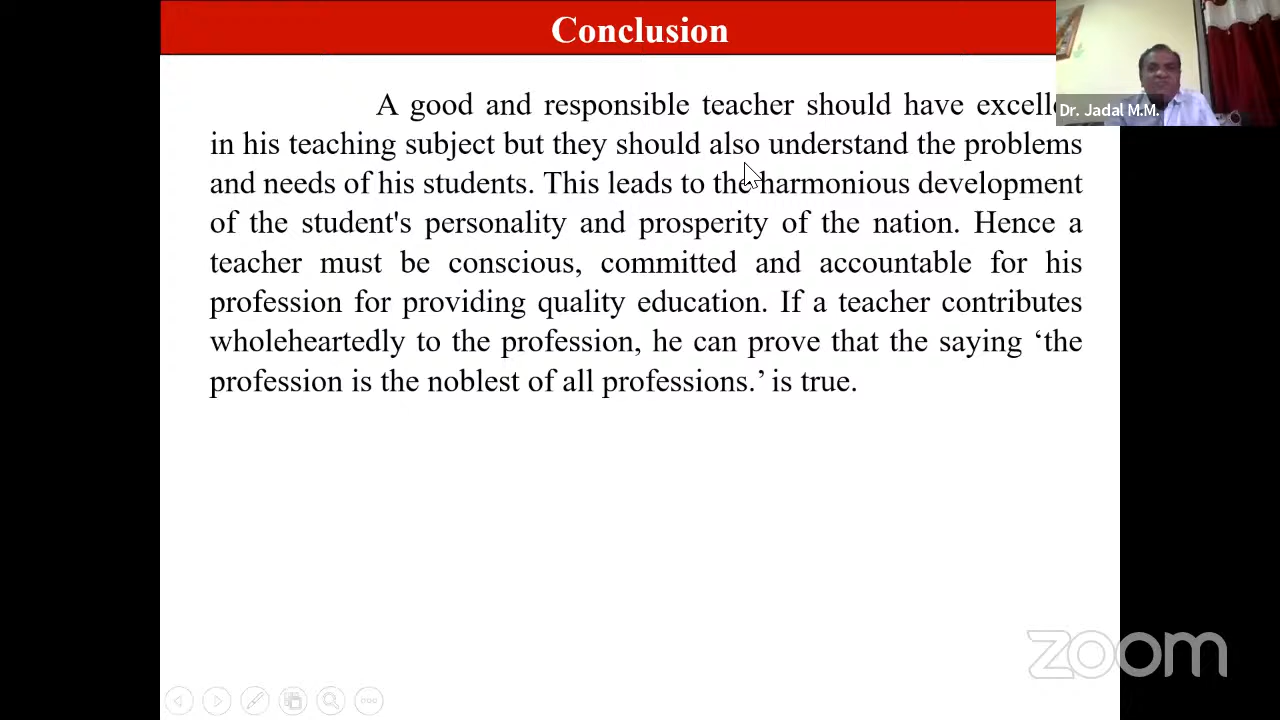 Conclusion
A good and responsible teacher should have
in his teaching subject but they should also understand the problems
and needs of his students. This leads to the harmonious development
of the student's personality and prosperity of the nation. Hence a
teacher must be conscious, committed and accountable for his
profession for providing quality education. If a teacher contributes
wholeheartedly to the profession, he can prove that the saying ‘the
profession is the noblest of all professions.’ is true.
Dr. Jadal M.M.
zoom